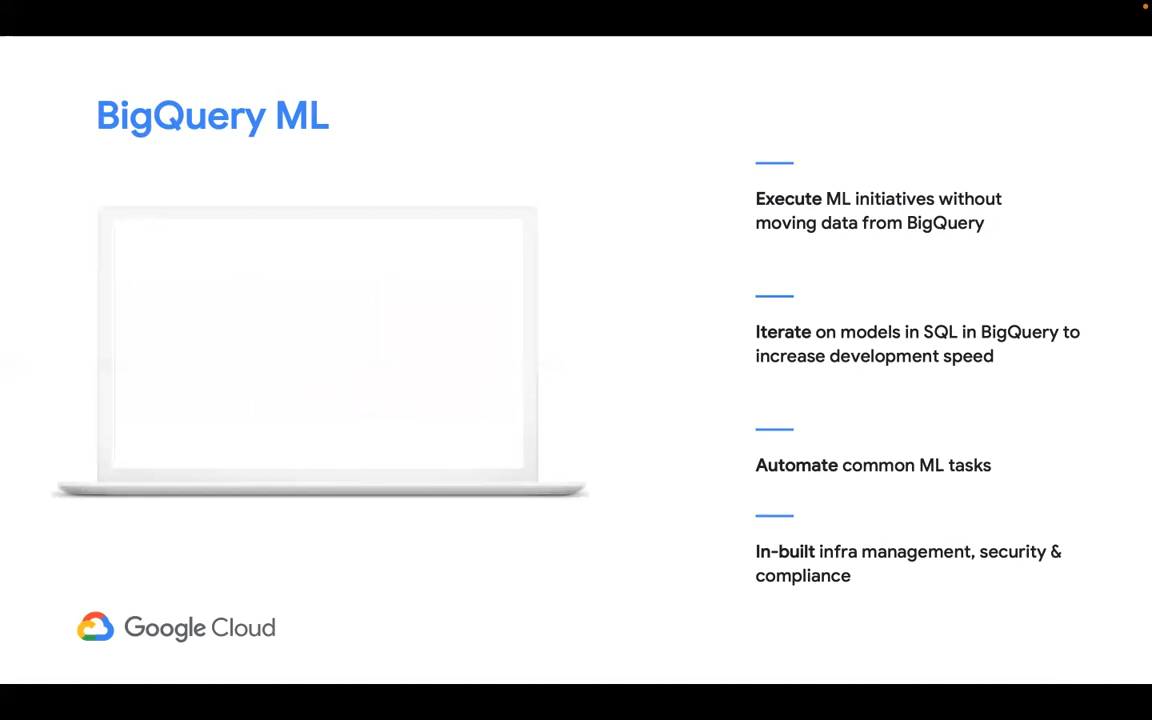 BigQuery ML
Execute ML initiatives without
moving data from BigQuery
Iterate on models in SQL in BigQuery to
increase development speed
Automate common ML tasks
In-built infra management, security &
compliance
Google Cloud